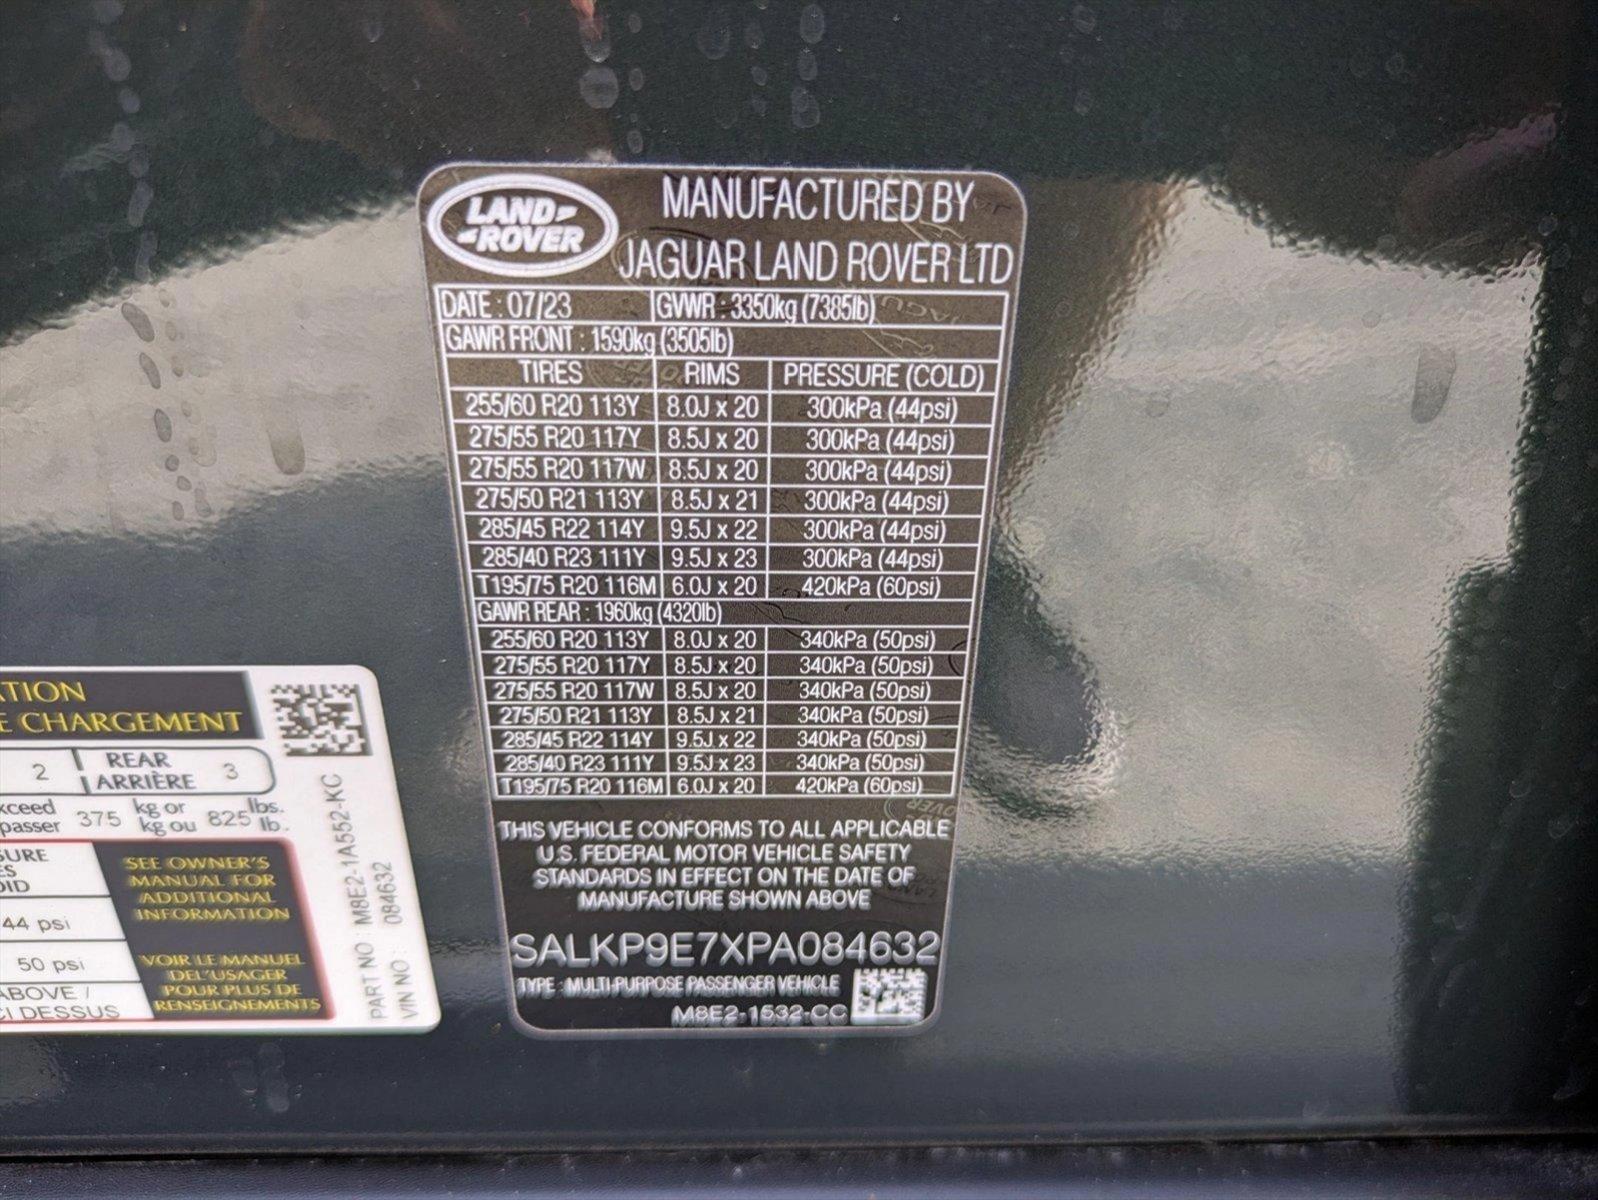 LAND-
-ROVER
MANUFACTURED BY
JAGUAR LAND ROVER LTD
DATE : 07/23 GVWR : 3350kg (7385lb)
GAWR FRONT : 1590kg (3505lb)
TIRES RIMS PRESSURE (COLD)
255/60 R20 113Y 8.0J x 20 300kPa (44psi)
275/55 R20 117Y 8.5J x 20 300kPa (44psi)
275/55 R20 117W 8.5J x 20 300kPa (44psi)
275/50 R21 113Y 8.5J x 21 300kPa (44psi)
285/45 R22 114Y 9.5J x 22 300kPa (44psi)
285/40 R23 111Y 9.5J x 23 300kPa (44psi)
T195/75 R20 116M 6.0J x 20 420kPa (60psi)
GAWR REAR : 1960kg (4320lb)
255/60 R20 113Y 8.0J x 20 340kPa (50psi)
275/55 R20 117Y 8.5J x 20 340kPa (50psi)
275/55 R20 117W 8.5J x 20 340kPa (50psi)
275/50 R21 113Y 8.5J x 21 340kPa (50psi)
285/45 R22 114Y 9.5J x 22 340kPa (50psi)
285/40 R23 111Y 9.5J x 23 340kPa (50psi)
T195/75 R20 116M 6.0J x 20 420kPa (60psi)
THIS VEHICLE CONFORMS TO ALL APPLICABLE
U.S. FEDERAL MOTOR VEHICLE SAFETY
STANDARDS IN EFFECT ON THE DATE OF
MANUFACTURE SHOWN ABOVE
SALKP9E7XPA084632
TYPE : MULTI-PURPOSE PASSENGER VEHICLE
M8E2-1532-CC
ATION
E CHARGEMENT
2 REAR 3
ARRIÈRE
xceed 375 kg or 825 lbs.
passer kg ou lb.
SURE
ES
OID
44 psi
50 psi
ABOVE /
CI DESSUS
SEE OWNER'S
MANUAL FOR
ADDITIONAL
INFORMATION
VOIR LE MANUEL
DEL'USAGER
POUR PLUS DE
RENSEIGNEMENTS
PART NO : M8E2-1A552-KC
VIN NO : 084632